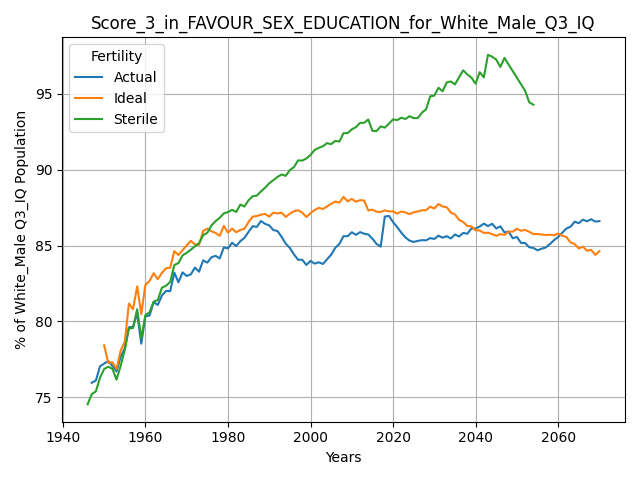 Score_3_in_FAVOUR_SEX_EDUCATION_for_White_Male_Q3_IQ
Fertility
Actual
Ideal
Sterile
% of White_Male Q3_IQ Population
95
90
85
80
75
1940
1960
1980
2000
2020
2040
2060
Years